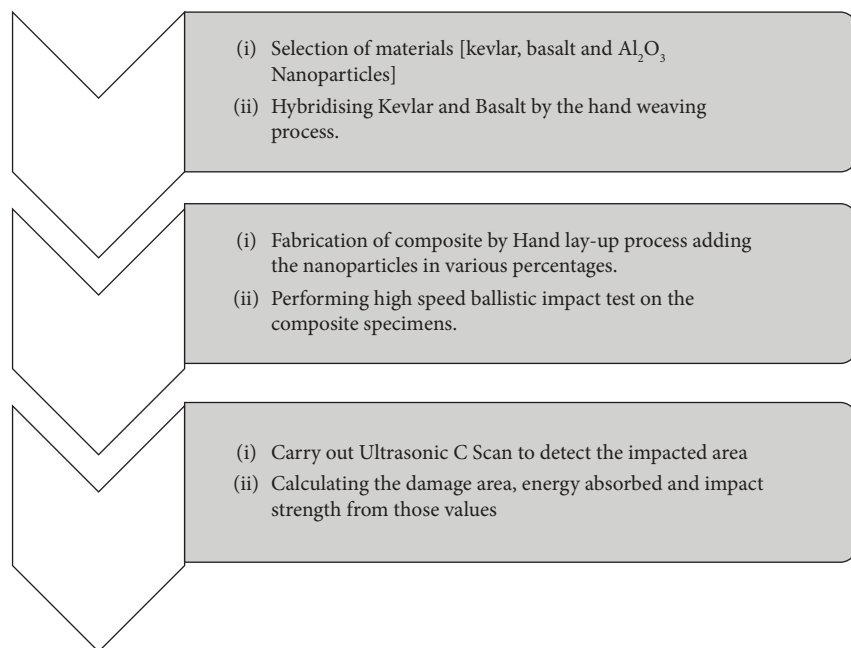 (i) Selection of materials [kevlar, basalt and Al₂O₃
Nanoparticles]
(ii) Hybridising Kevlar and Basalt by the hand weaving
process.
(i) Fabrication of composite by Hand lay-up process adding
the nanoparticles in various percentages.
(ii) Performing high speed ballistic impact test on the
composite specimens.
(i) Carry out Ultrasonic C Scan to detect the impacted area
(ii) Calculating the damage area, energy absorbed and impact
strength from those values